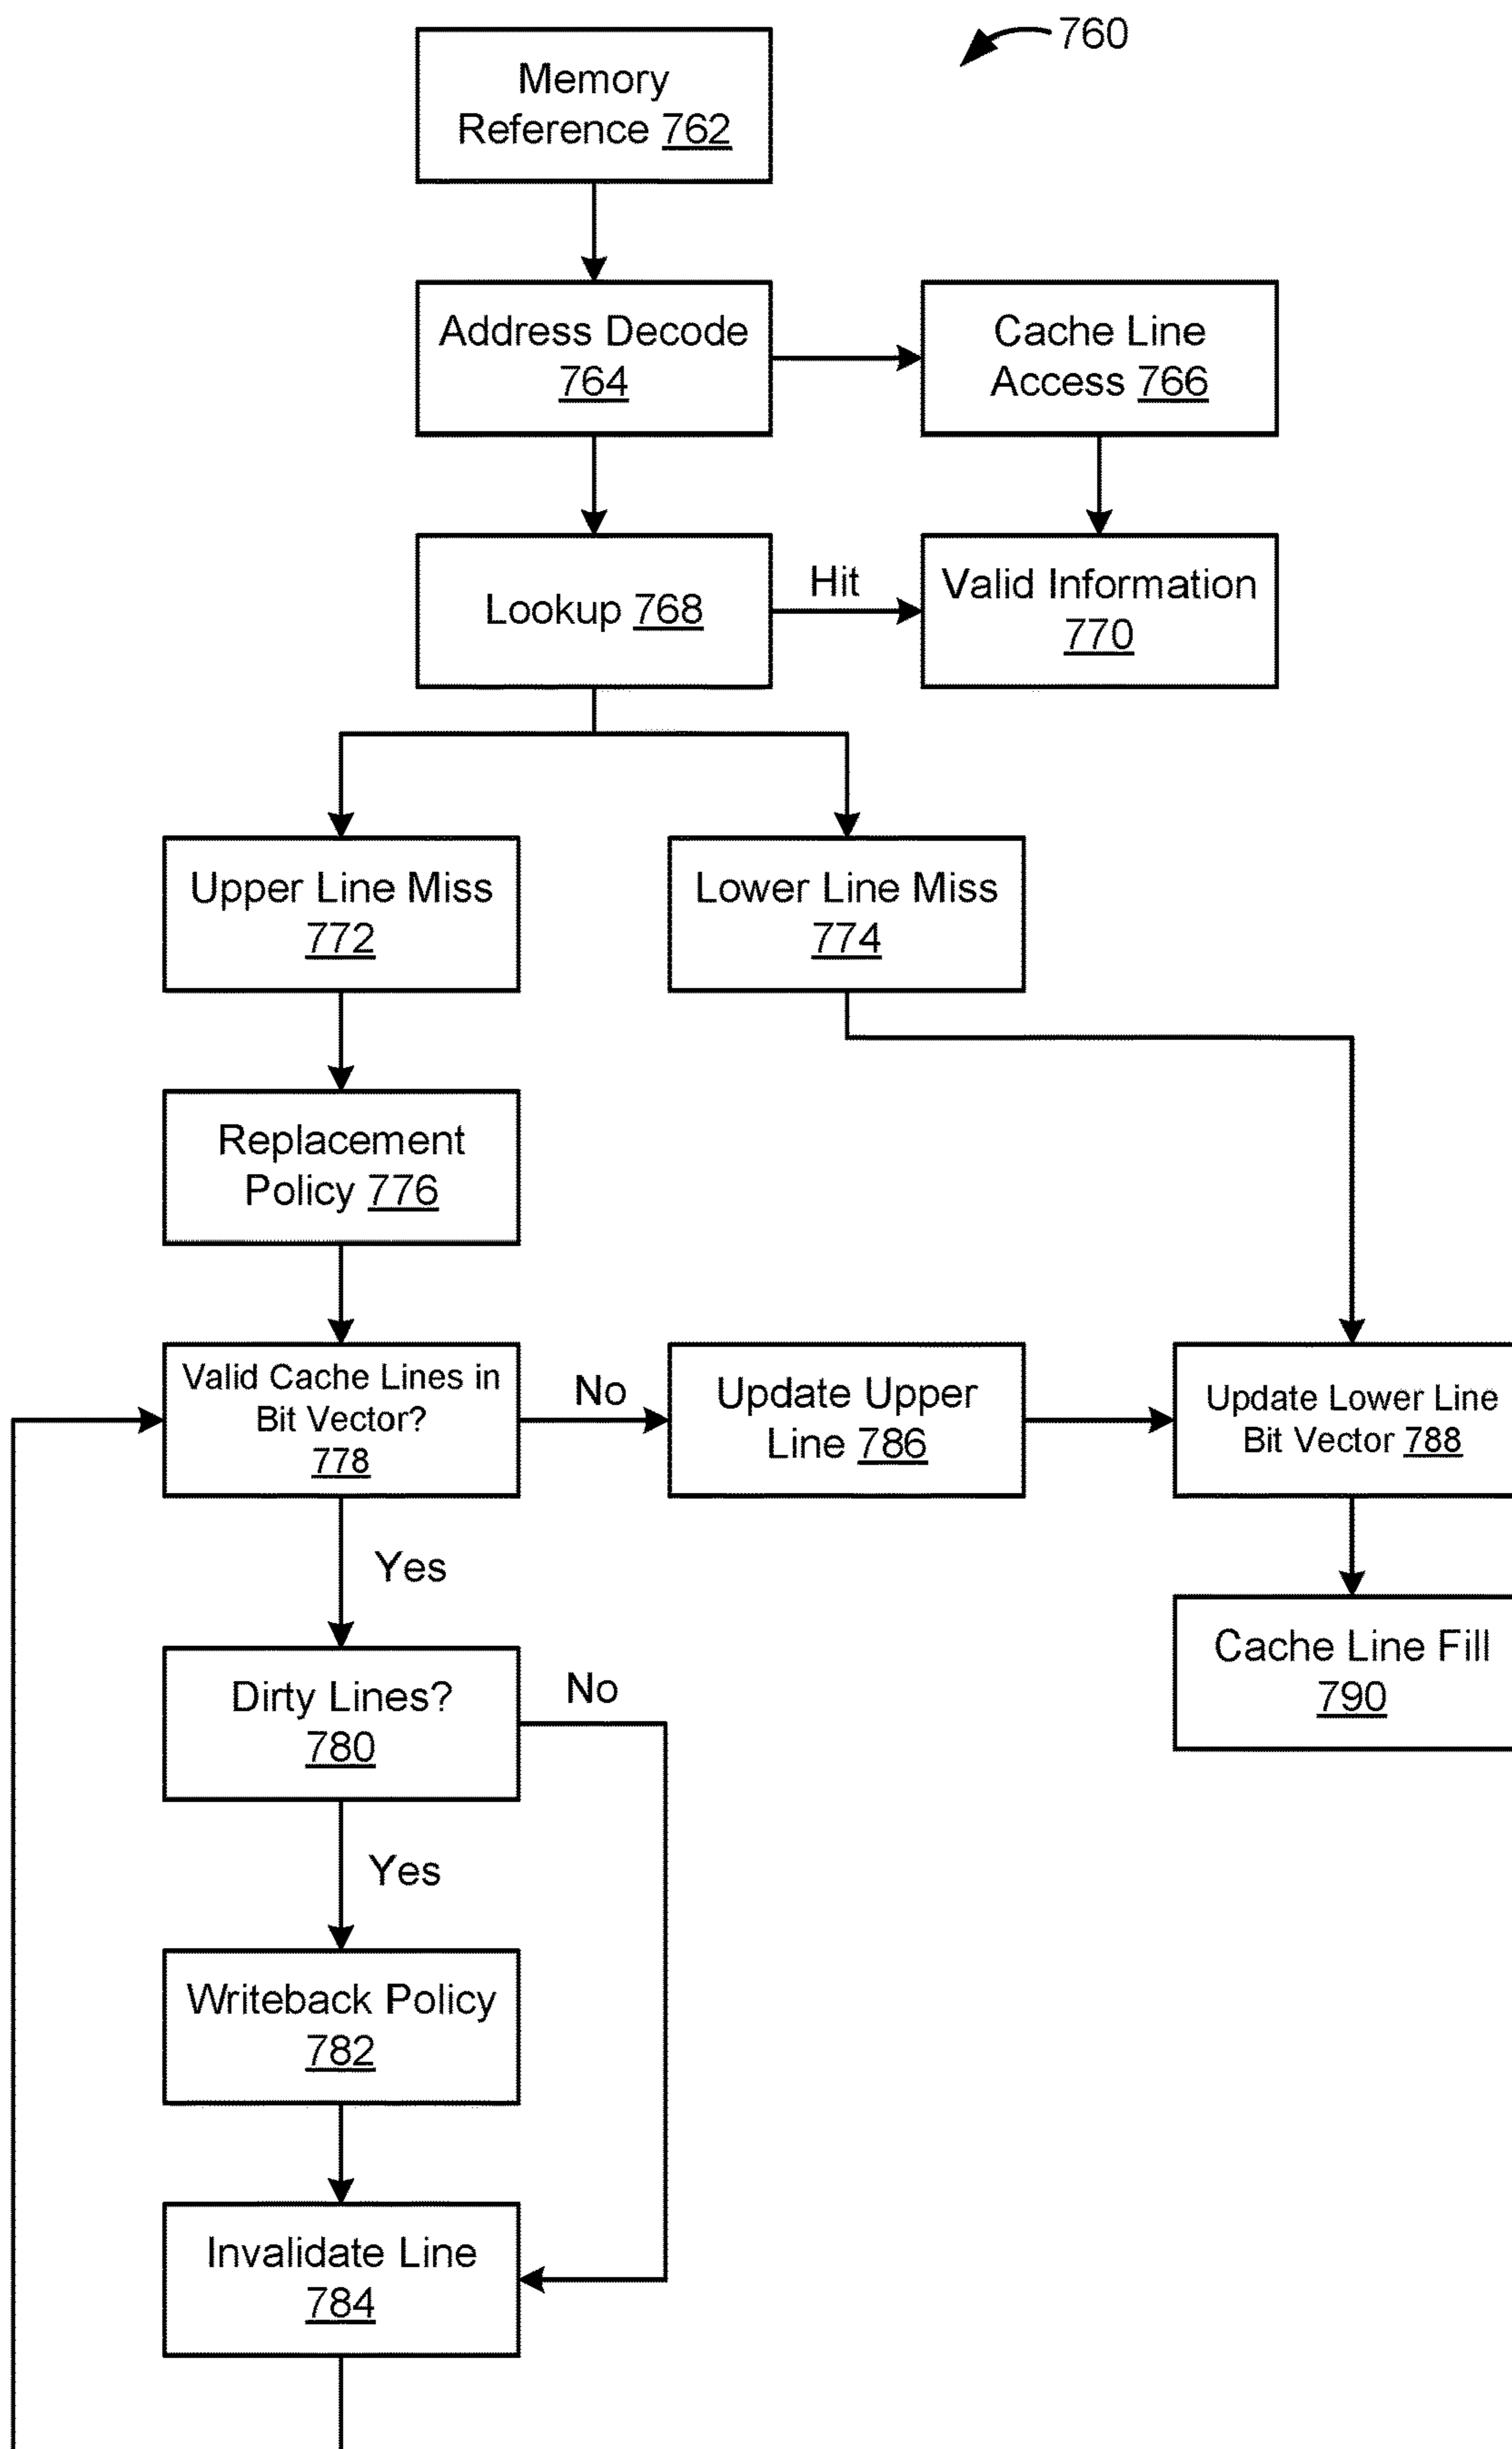 760
Memory
Reference 762
Address Decode
764
Cache Line
Access 766
Lookup 768
Hit
Valid Information
770
Upper Line Miss
772
Lower Line Miss
774
Replacement
Policy 776
Valid Cache Lines in
Bit Vector?
778
No
Update Upper
Line 786
Update Lower Line
Bit Vector 788
Yes
Dirty Lines?
780
No
Cache Line Fill
790
Yes
Writeback Policy
782
Invalidate Line
784